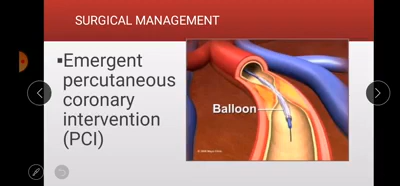 SURGICAL MANAGEMENT
▪Emergent
percutaneous
coronary
intervention
(PCI)
Balloon